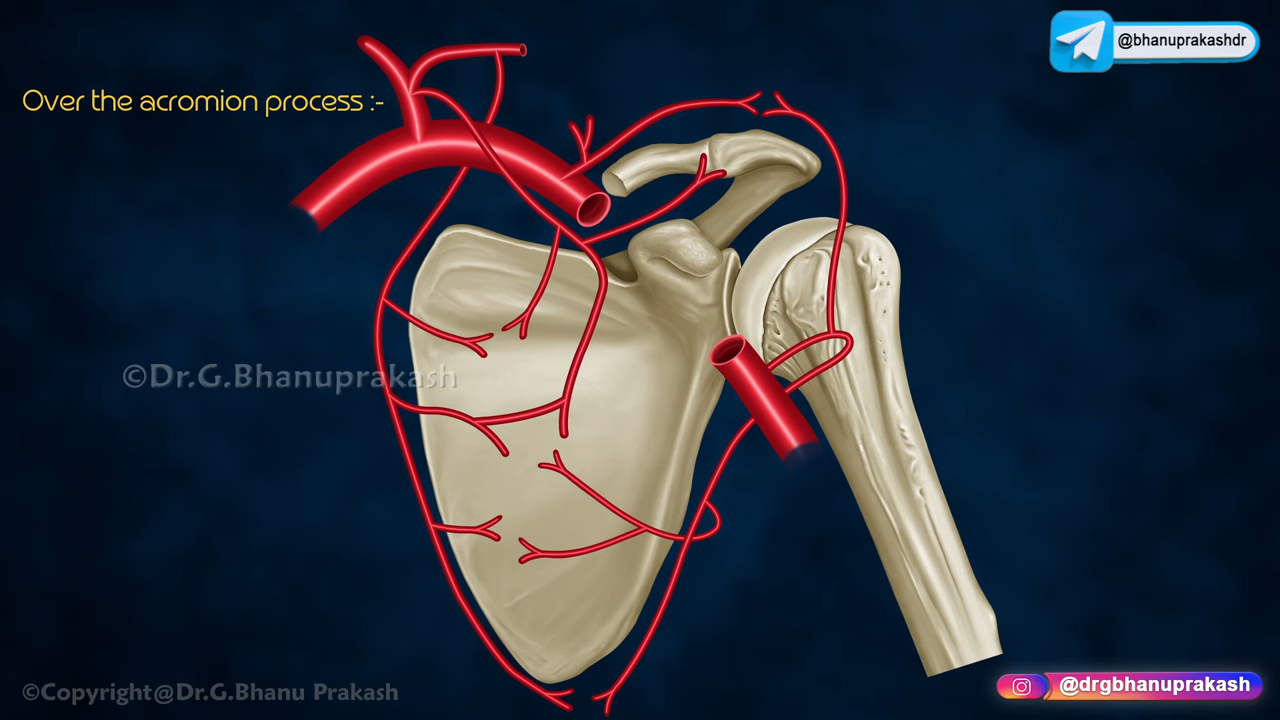 @bhanuprakashdr
Over the acromion process :-
©Dr.G.Bhanuprakash
©Copyright@Dr.G.Bhanu Prakash
@drgbhanuprakash